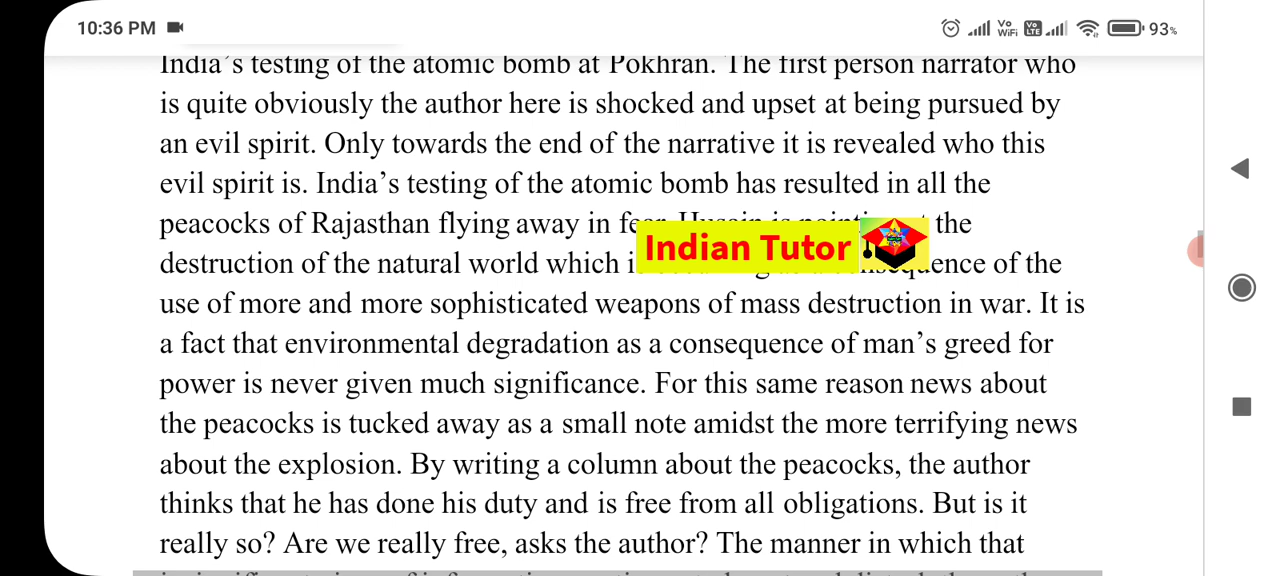 10:36 PM
Vo WiFi Vo LTE 93%
India's testing of the atomic bomb at Pokhran. The first person narrator who
is quite obviously the author here is shocked and upset at being pursued by
an evil spirit. Only towards the end of the narrative it is revealed who this
evil spirit is. India's testing of the atomic bomb has resulted in all the
peacocks of Rajasthan flying away in fear. Husain is the
Indian Tutor
destruction of the natural world which consequence of the
use of more and more sophisticated weapons of mass destruction in war. It is
a fact that environmental degradation as a consequence of man's greed for
power is never given much significance. For this same reason news about
the peacocks is tucked away as a small note amidst the more terrifying news
about the explosion. By writing a column about the peacocks, the author
thinks that he has done his duty and is free from all obligations. But is it
really so? Are we really free, asks the author? The manner in which that